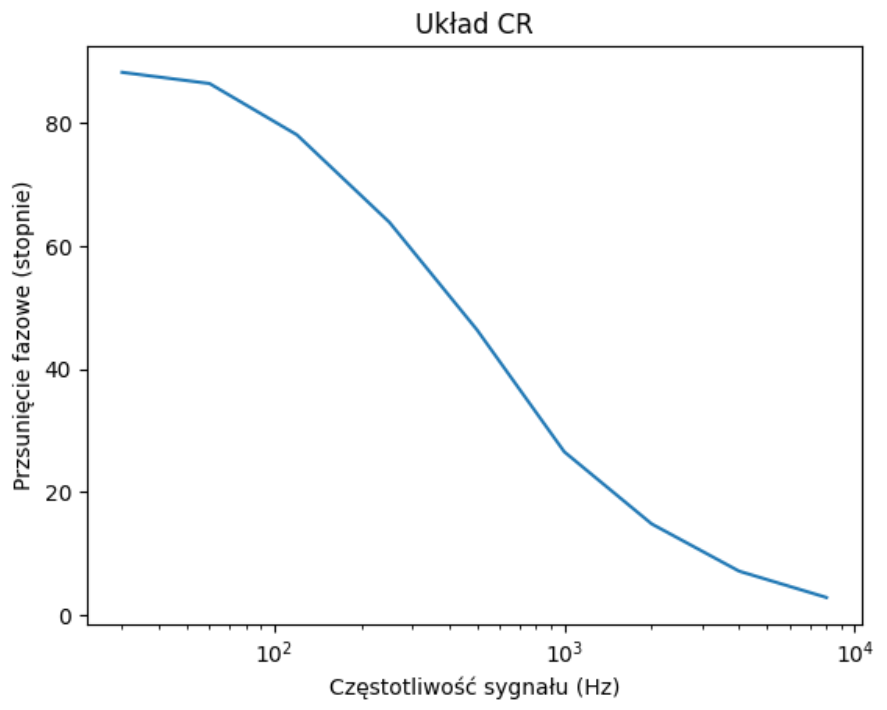 Układ CR
Przsunięcie fazowe (stopnie)
80
60
40
20
0
10²
10³
10⁴
Częstotliwość sygnału (Hz)